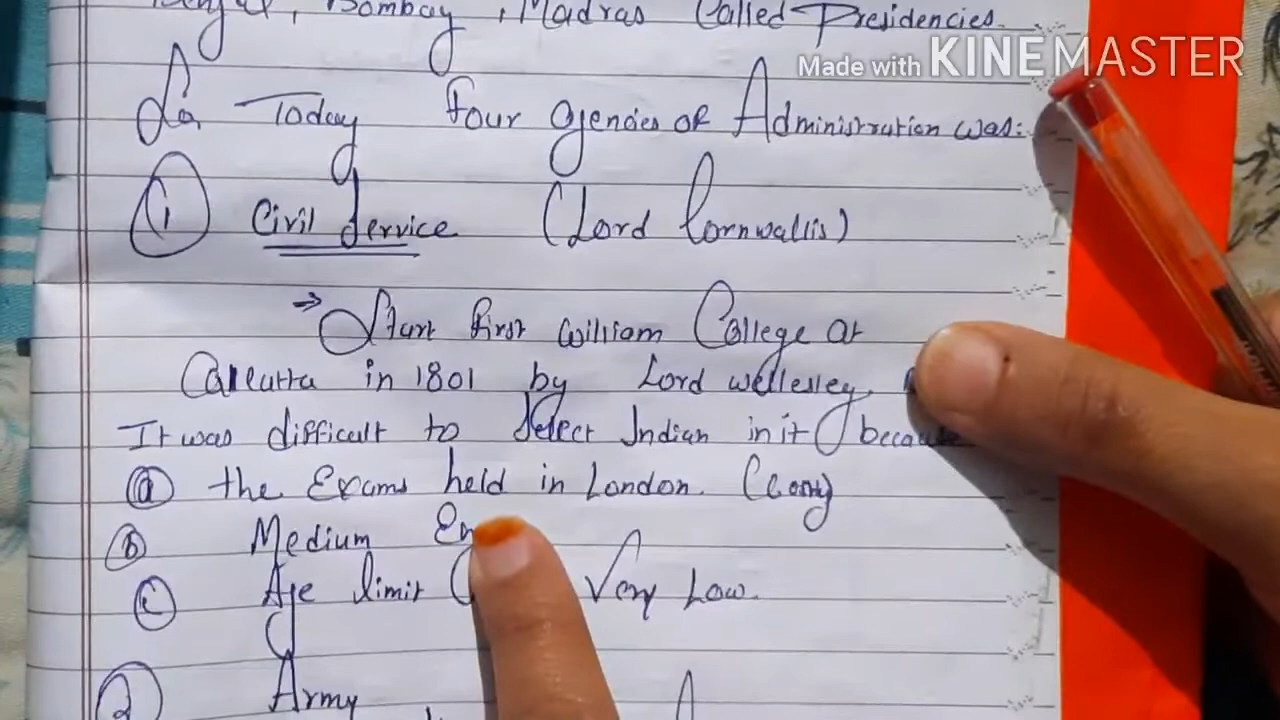 Bombay, Madras Called Presidencies.
Made with KINEMASTER
So, Today four agencies of Administration was:
① Civil Service (Lord Cornwallis)
⇒ Start first William College at
Calcutta in 1801 by Lord Wellesley.
It was difficult to select Indian in it
a the Exams held in London.
b Medium
c Age limit Very Low.
2 Army